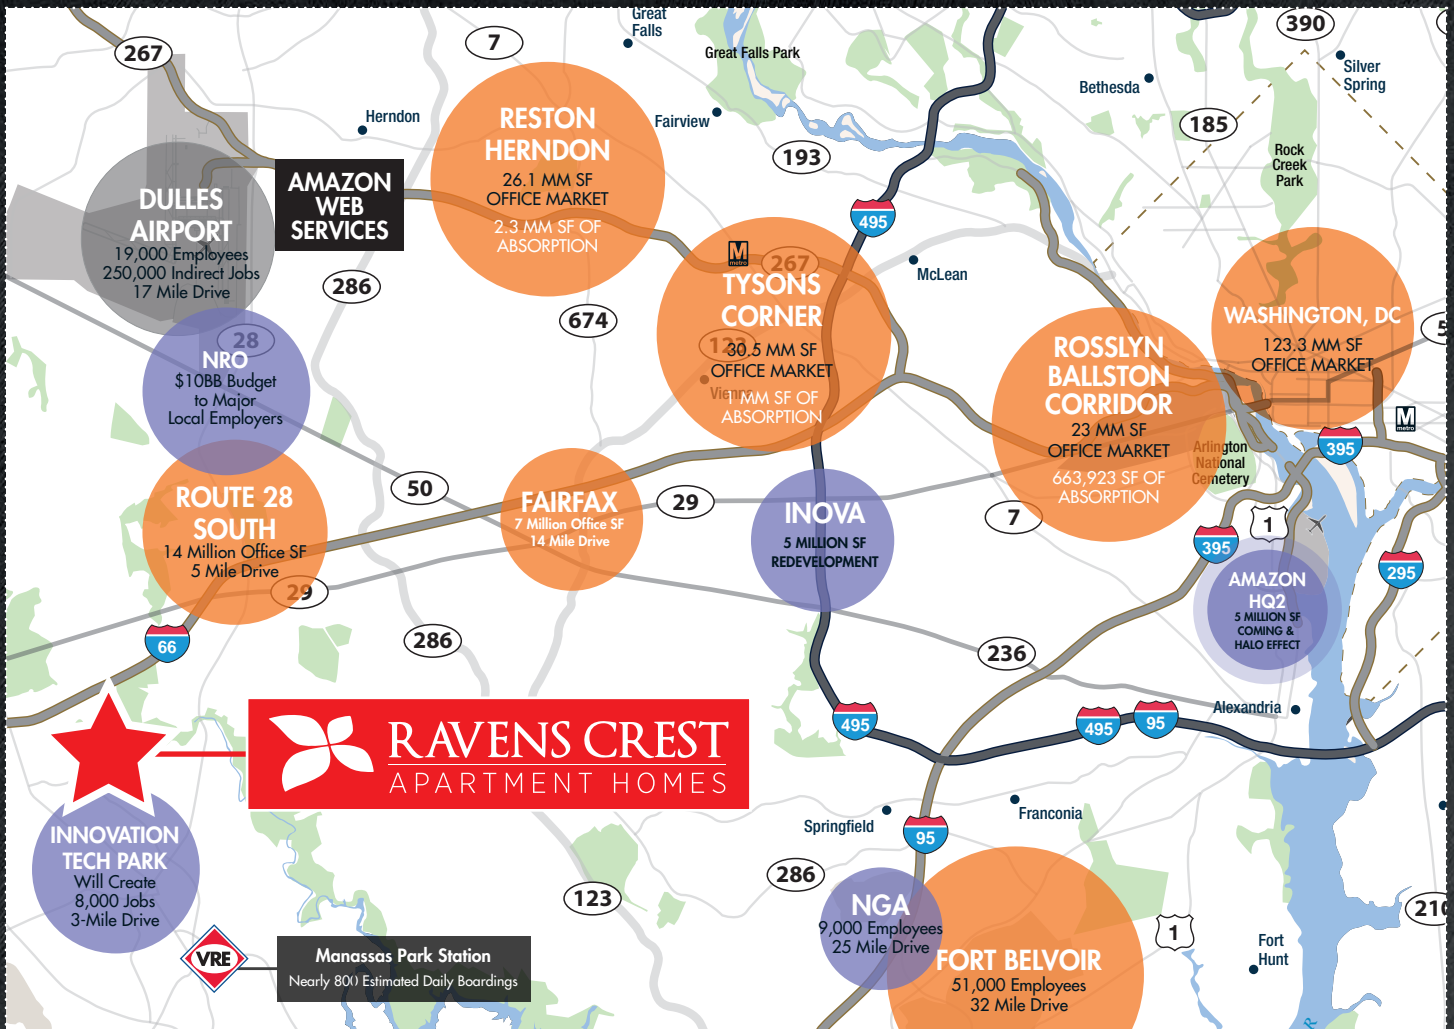 267
7
Great
Falls
Great Falls Park
390
Silver
Spring
Bethesda
Herndon
Fairview
193
185
Rock
Creek
Park
RESTON
HERNDON
26.1 MM SF
OFFICE MARKET
2.3 MM SF OF
ABSORPTION
AMAZON
WEB
SERVICES
DULLES
AIRPORT
19,000 Employees
250,000 Indirect Jobs
17 Mile Drive
286
674
495
McLean
M
metro
267
TYSONS
CORNER
123
30.5 MM SF
OFFICE MARKET
Vienna
1 MM SF OF
ABSORPTION
WASHINGTON, DC
123.3 MM SF
OFFICE MARKET
5
ROSSLYN
BALLSTON
CORRIDOR
23 MM SF
OFFICE MARKET
663,923 SF OF
ABSORPTION
Arlington
National
Cemetery
M
metro
395
28
NRO
$10BB Budget
to Major
Local Employers
ROUTE 28
SOUTH
14 Million Office SF
5 Mile Drive
29
66
50
FAIRFAX
7 Million Office SF
14 Mile Drive
29
INOVA
5 MILLION SF
REDEVELOPMENT
7
395
1
295
AMAZON
HQ2
5 MILLION SF
COMING &
HALO EFFECT
286
236
Alexandria
495
495
95
RAVENS CREST
APARTMENT HOMES
INNOVATION
TECH PARK
Will Create
8,000 Jobs
3-Mile Drive
Springfield
95
Franconia
286
123
NGA
9,000 Employees
25 Mile Drive
FORT BELVOIR
51,000 Employees
32 Mile Drive
1
210
Fort
Hunt
VRE
Manassas Park Station
Nearly 800 Estimated Daily Boardings
R